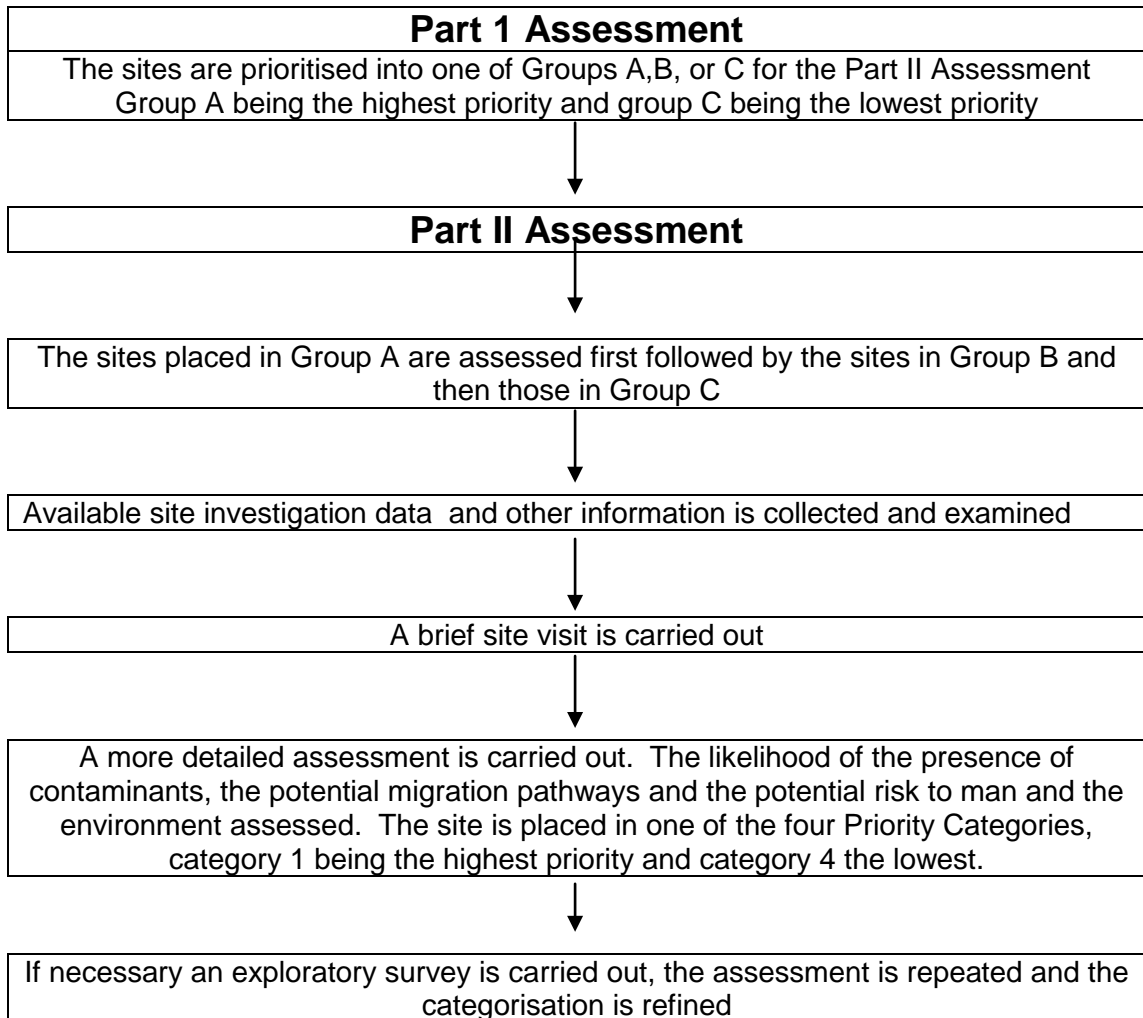 Part 1 Assessment
The sites are prioritised into one of Groups A,B, or C for the Part II Assessment
Group A being the highest priority and group C being the lowest priority
Part II Assessment
The sites placed in Group A are assessed first followed by the sites in Group B and
then those in Group C
Available site investigation data  and other information is collected and examined
A brief site visit is carried out
A more detailed assessment is carried out.  The likelihood of the presence of
contaminants, the potential migration pathways and the potential risk to man and the
environment assessed.  The site is placed in one of the four Priority Categories,
category 1 being the highest priority and category 4 the lowest.
If necessary an exploratory survey is carried out, the assessment is repeated and the
categorisation is refined